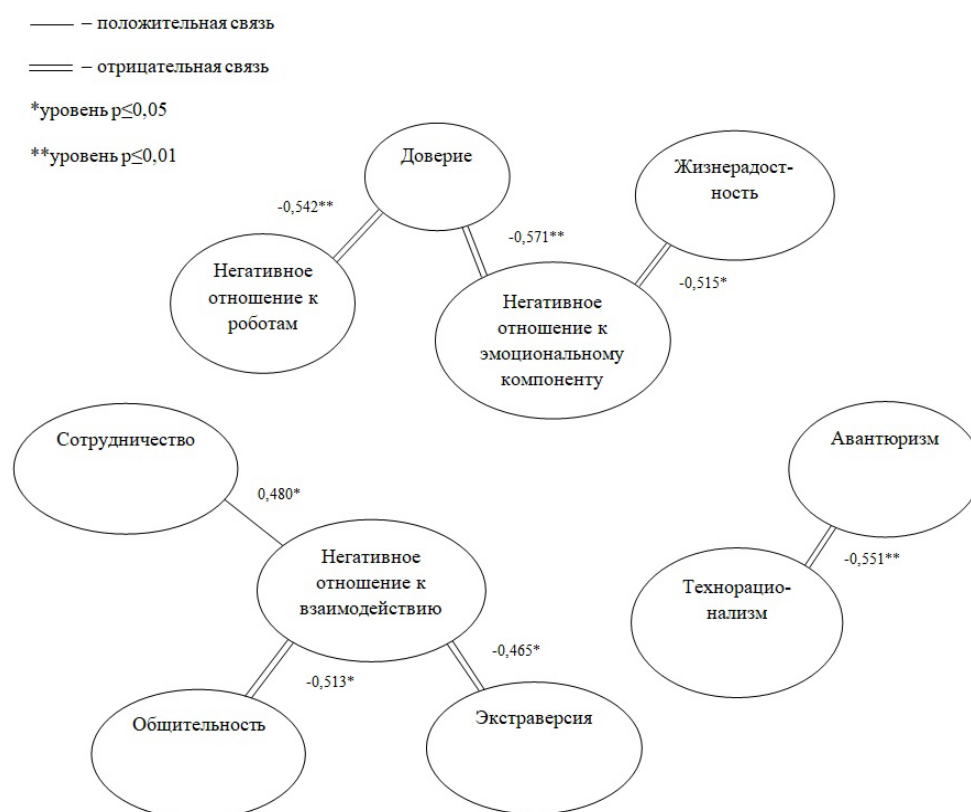 – положительная связь
– отрицательная связь
*уровень p≤0,05
**уровень p≤0,01
Доверие
Жизнерадост-
ность
-0,542**
-0,571**
-0,515*
Негативное
отношение к
роботам
Негативное
отношение к
эмоциональному
компоненту
Сотрудничество
Авантюризм
0,480*
-0,551**
Негативное
отношение к
взаимодействию
Технорацио-
нализм
-0,465*
-0,513*
Общительность
Экстраверсия